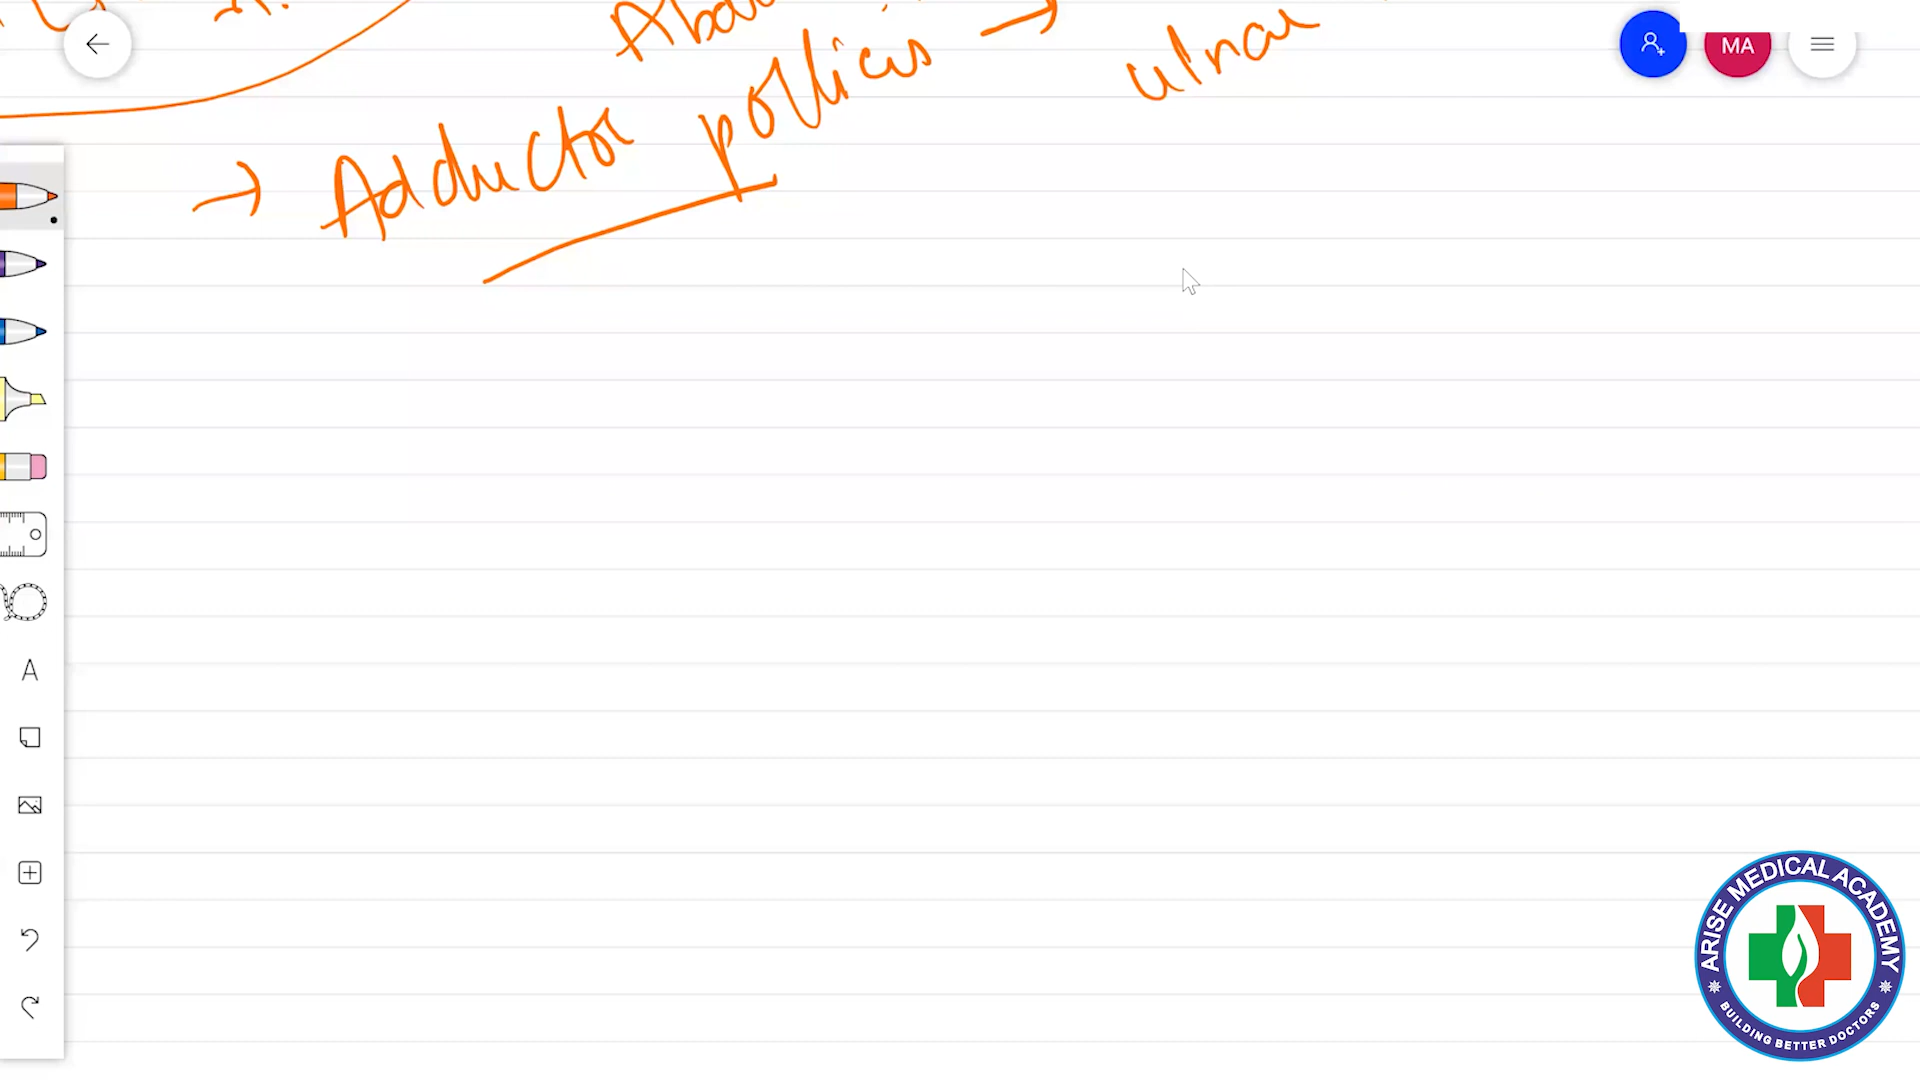 → Adductor pollicis → ulnar
MA
A
ARISE MEDICAL ACADEMY
BUILDING BETTER DOCTORS